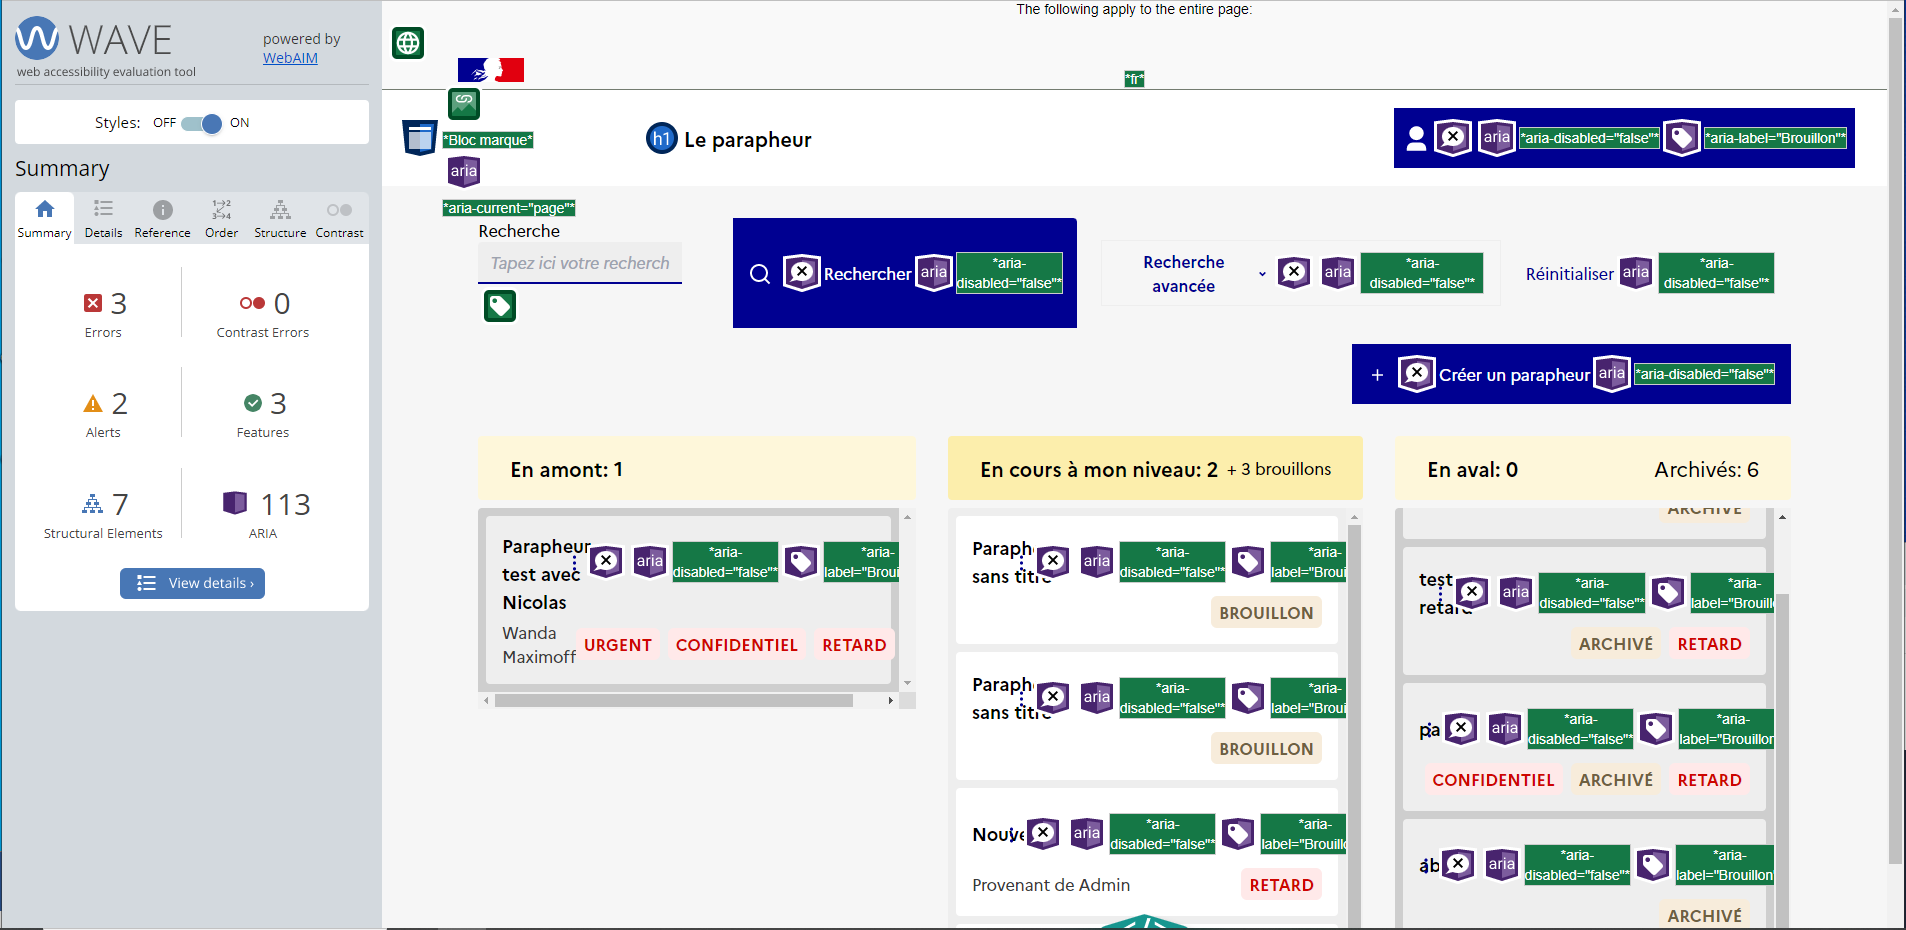 WAVE
powered by
WebAIM
web accessibility evaluation tool
Styles: OFF ON
Summary
Summary Details Reference Order Structure Contrast
3
Errors
0
Contrast Errors
2
Alerts
3
Features
7
Structural Elements
113
ARIA
View details ›
The following apply to the entire page:
*fr*
*Bloc marque*
aria
*aria-current="page"*
h1 Le parapheur
aria *aria-disabled="false"* *aria-label="Brouillon"*
Recherche
Tapez ici votre recherch
Rechercher aria *aria-
disabled="false"*
Recherche
avancée
aria *aria-
disabled="false"*
Réinitialiser aria *aria-
disabled="false"*
+ Créer un parapheur aria *aria-disabled="false"*
En amont: 1
Parapheur
test avec
Nicolas
aria *aria-
disabled="false"*
*aria-
label="Broui
Wanda
Maximoff
URGENT CONFIDENTIEL RETARD
En cours à mon niveau: 2 + 3 brouillons
Paraph
sans titre
aria *aria-
disabled="false"*
*aria-
label="Broui
BROUILLON
Paraph
sans titre
aria *aria-
disabled="false"*
*aria-
label="Broui
BROUILLON
Nouve
aria *aria-
disabled="false"*
*aria-
label="Brouillo
Provenant de Admin
RETARD
En aval: 0 Archivés: 6
ARCHIVÉ
test
retard
aria *aria-
disabled="false"*
*aria-
label="Brouill
ARCHIVÉ RETARD
pa
aria *aria-
disabled="false"*
*aria-
label="Brouillon
CONFIDENTIEL ARCHIVÉ RETARD
ab
aria *aria-
disabled="false"*
*aria-
label="Brouillon"
ARCHIVÉ